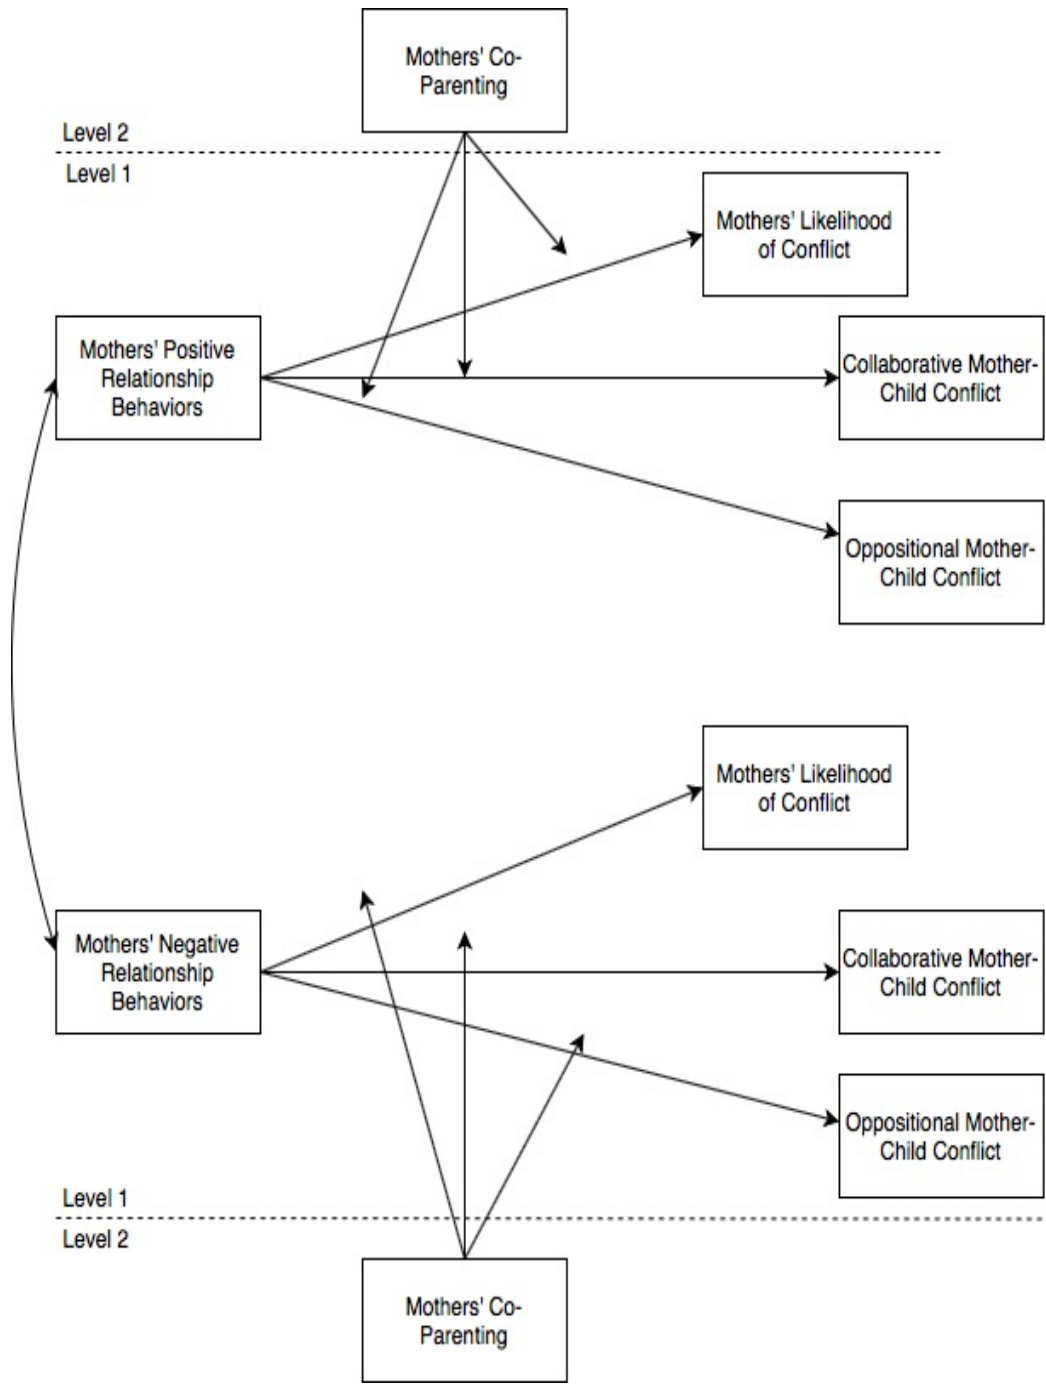 Mothers' Co-
Parenting
Level 2
Level 1
Mothers' Likelihood
of Conflict
Mothers' Positive
Relationship
Behaviors
Collaborative Mother-
Child Conflict
Oppositional Mother-
Child Conflict
Mothers' Likelihood
of Conflict
Mothers' Negative
Relationship
Behaviors
Collaborative Mother-
Child Conflict
Oppositional Mother-
Child Conflict
Level 1
Level 2
Mothers' Co-
Parenting